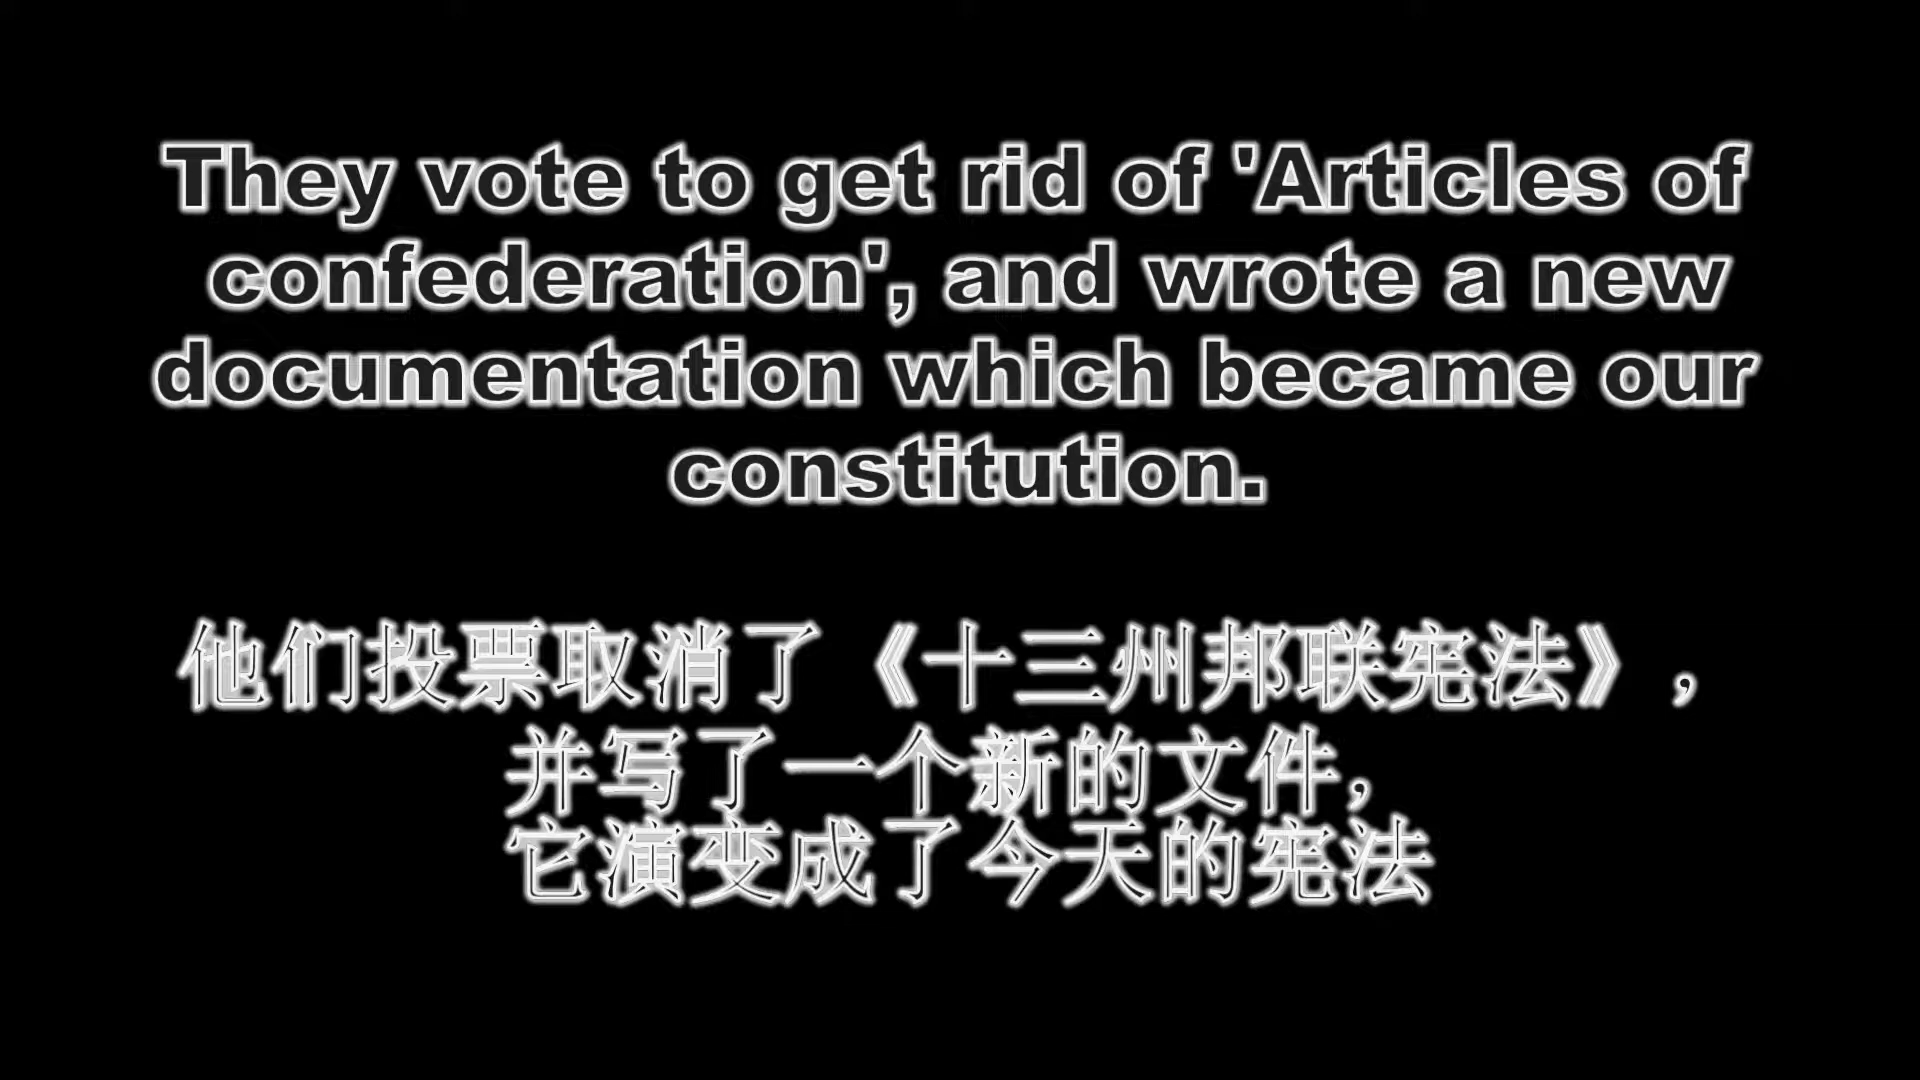 They vote to get rid of 'Articles of
confederation', and wrote a new
documentation which became our
constitution.
他们投票取消了《十三州邦联宪法》，
并写了一个新的文件，
它演变成了今天的宪法